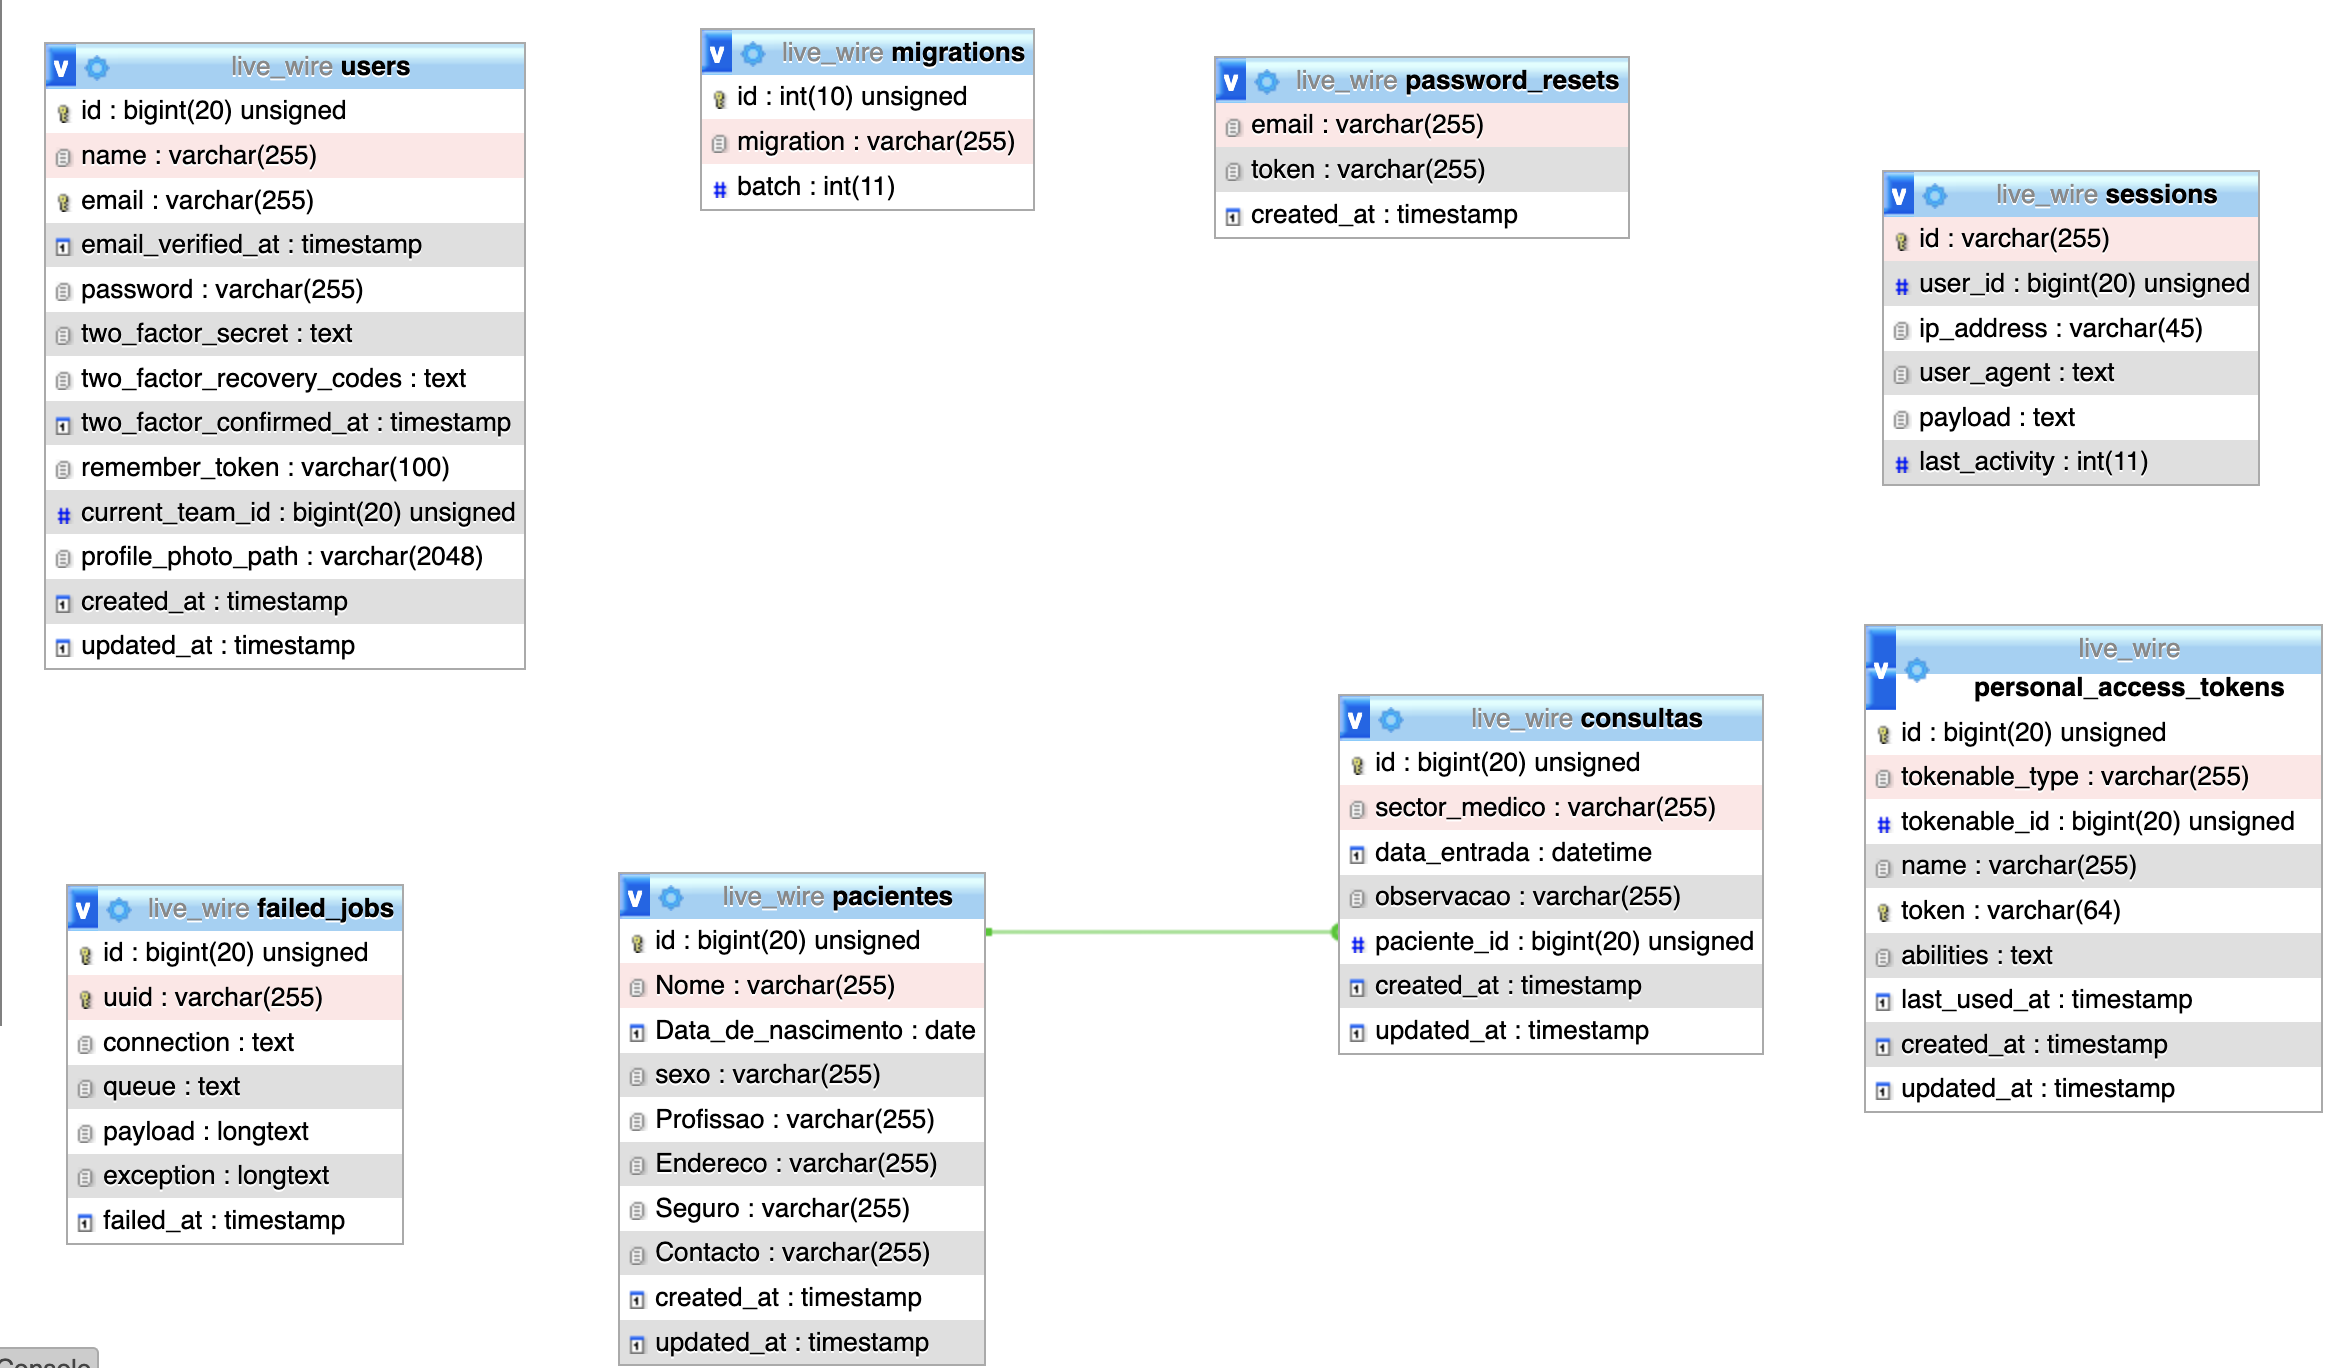 live_wire users
id : bigint(20) unsigned
name : varchar(255)
email : varchar(255)
email_verified_at : timestamp
password : varchar(255)
two_factor_secret : text
two_factor_recovery_codes : text
two_factor_confirmed_at : timestamp
remember_token : varchar(100)
current_team_id : bigint(20) unsigned
profile_photo_path : varchar(2048)
created_at : timestamp
updated_at : timestamp
live_wire migrations
id : int(10) unsigned
migration : varchar(255)
batch : int(11)
live_wire password_resets
email : varchar(255)
token : varchar(255)
created_at : timestamp
live_wire sessions
id : varchar(255)
user_id : bigint(20) unsigned
ip_address : varchar(45)
user_agent : text
payload : text
last_activity : int(11)
live_wire failed_jobs
id : bigint(20) unsigned
uuid : varchar(255)
connection : text
queue : text
payload : longtext
exception : longtext
failed_at : timestamp
live_wire pacientes
id : bigint(20) unsigned
Nome : varchar(255)
Data_de_nascimento : date
sexo : varchar(255)
Profissao : varchar(255)
Endereco : varchar(255)
Seguro : varchar(255)
Contacto : varchar(255)
created_at : timestamp
updated_at : timestamp
live_wire consultas
id : bigint(20) unsigned
sector_medico : varchar(255)
data_entrada : datetime
observacao : varchar(255)
paciente_id : bigint(20) unsigned
created_at : timestamp
updated_at : timestamp
live_wire
personal_access_tokens
id : bigint(20) unsigned
tokenable_type : varchar(255)
tokenable_id : bigint(20) unsigned
name : varchar(255)
token : varchar(64)
abilities : text
last_used_at : timestamp
created_at : timestamp
updated_at : timestamp
Console